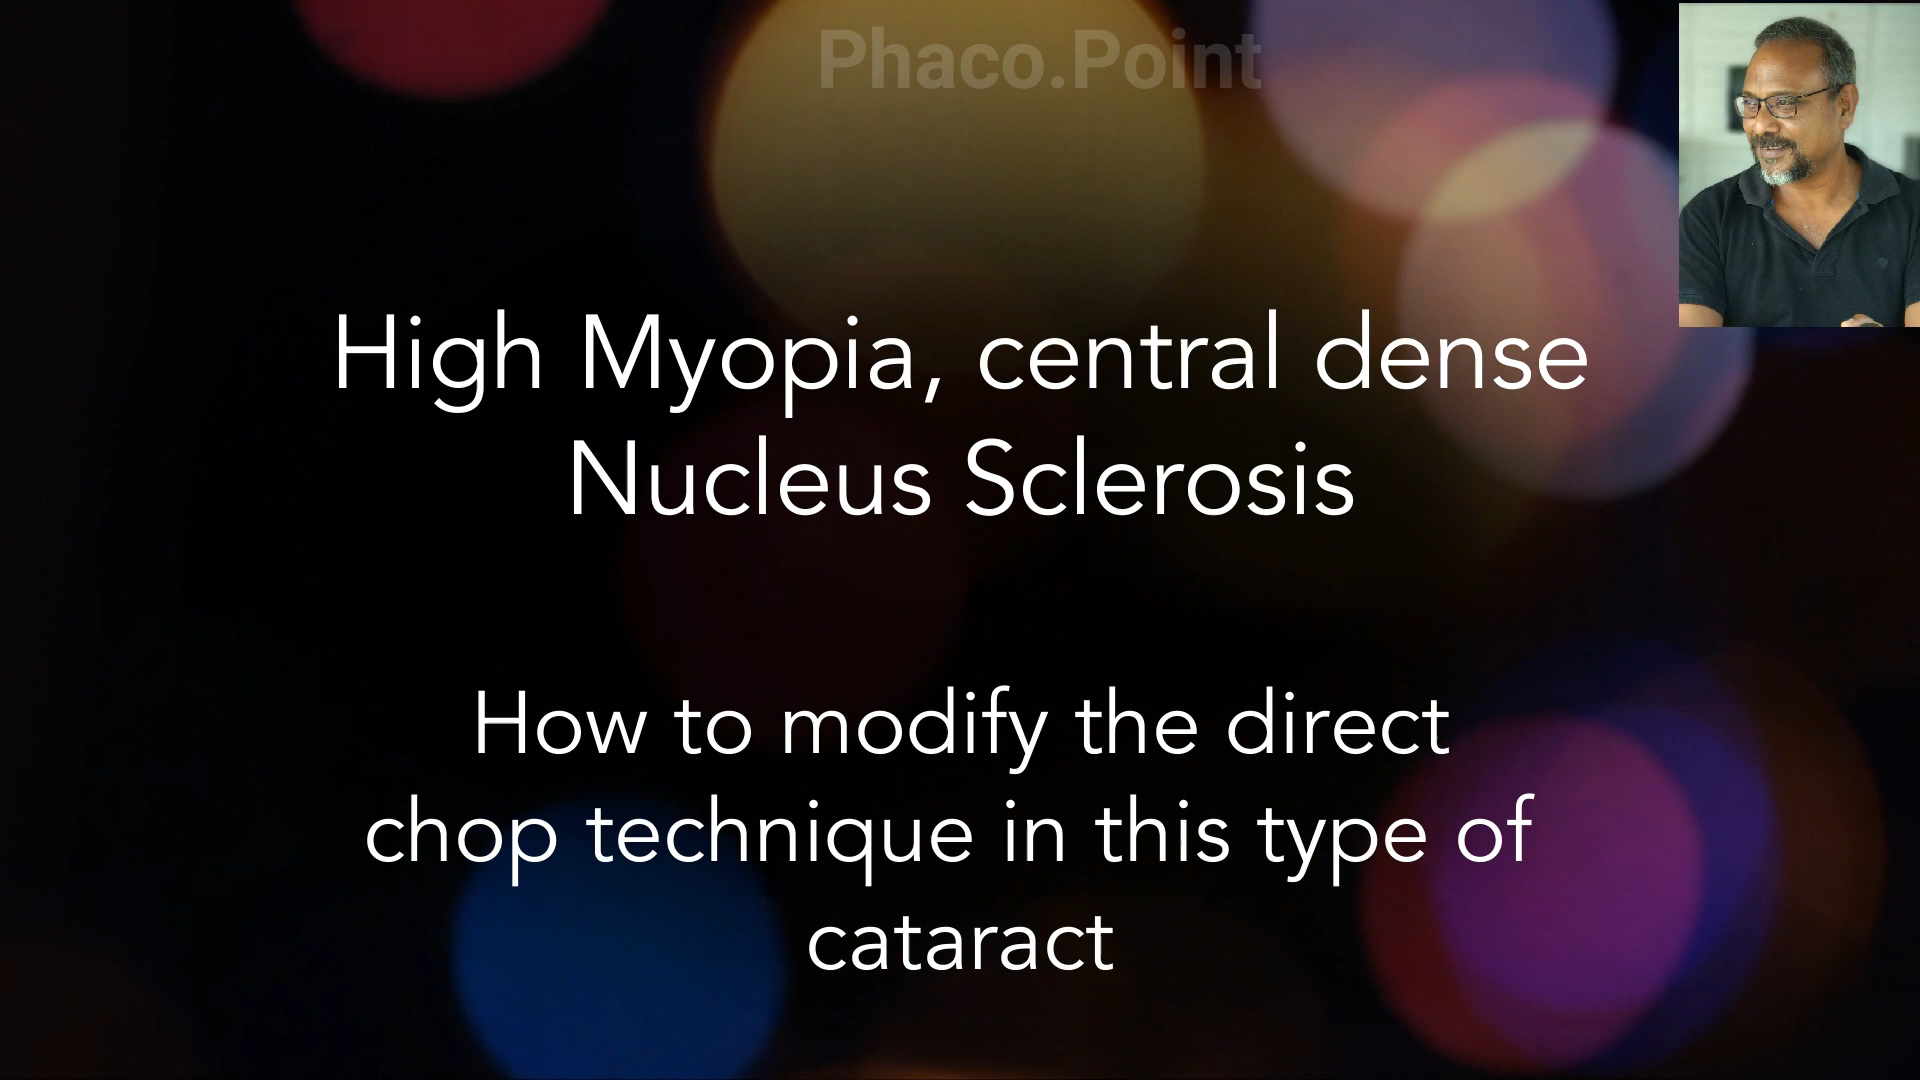 Phaco.Point
High Myopia, central dense
Nucleus Sclerosis
How to modify the direct
chop technique in this type of
cataract